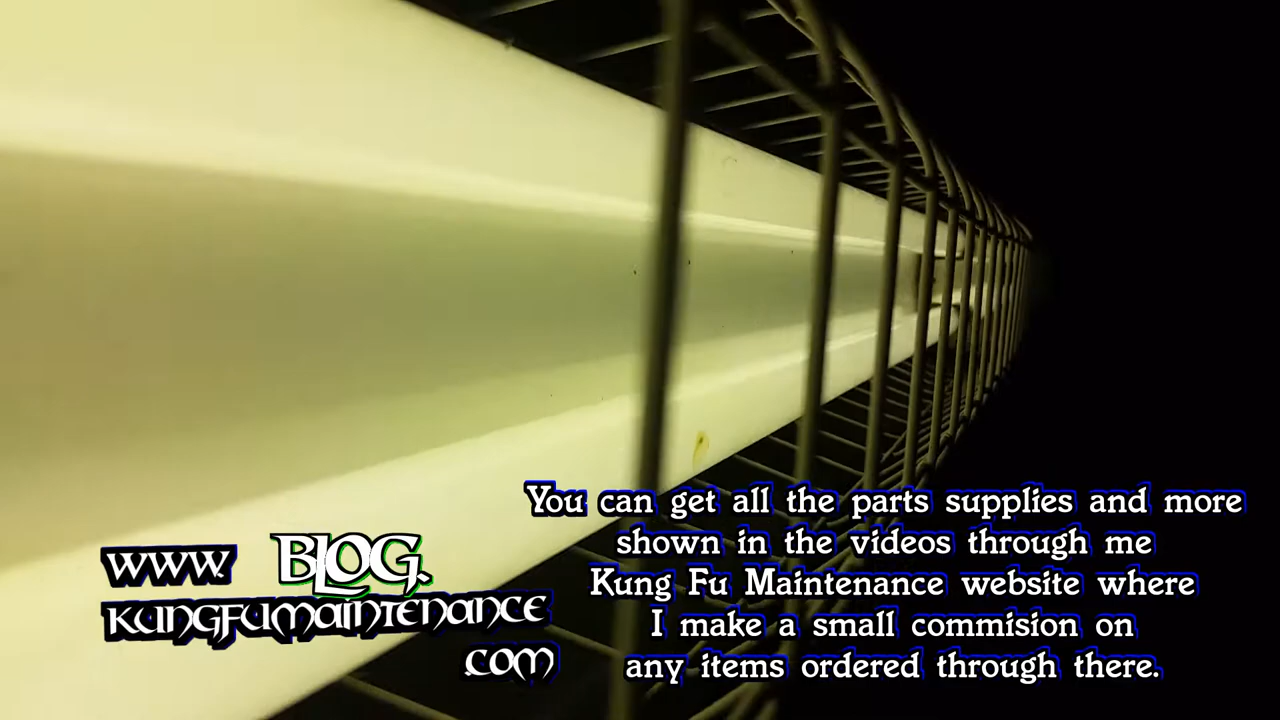 www. BLOG.
KUNGFUMAINTENANCE
.COM
You can get all the parts supplies and more
shown in the videos through me
Kung Fu Maintenance website where
I make a small commision on
any items ordered through there.